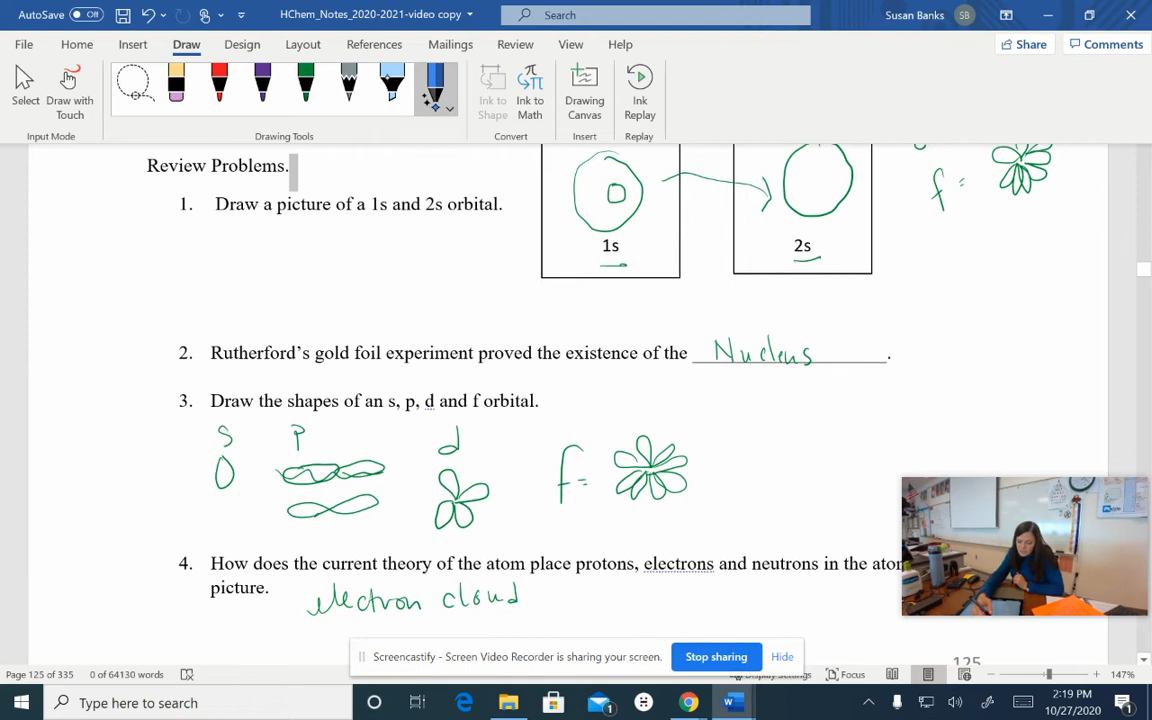 AutoSave Off HChem_Notes_2020-2021-video copy Search Susan Banks SB
File Home Insert Draw Design Layout References Mailings Review View Help Share Comments
Select Draw with Touch Ink to Shape Ink to Math Drawing Canvas Ink Replay
Input Mode Drawing Tools Convert Insert Replay
f =
Review Problems.
1. Draw a picture of a 1s and 2s orbital.
1s 2s
2. Rutherford's gold foil experiment proved the existence of the Nucleus.
3. Draw the shapes of an s, p, d and f orbital.
S P d f =
4. How does the current theory of the atom place protons, electrons and neutrons in the atom
picture.
electron cloud
125
Screencastify - Screen Video Recorder is sharing your screen. Stop sharing Hide
Page 125 of 335 0 of 64130 words Display Settings Focus 147%
Type here to search 1 2:19 PM
10/27/2020 1